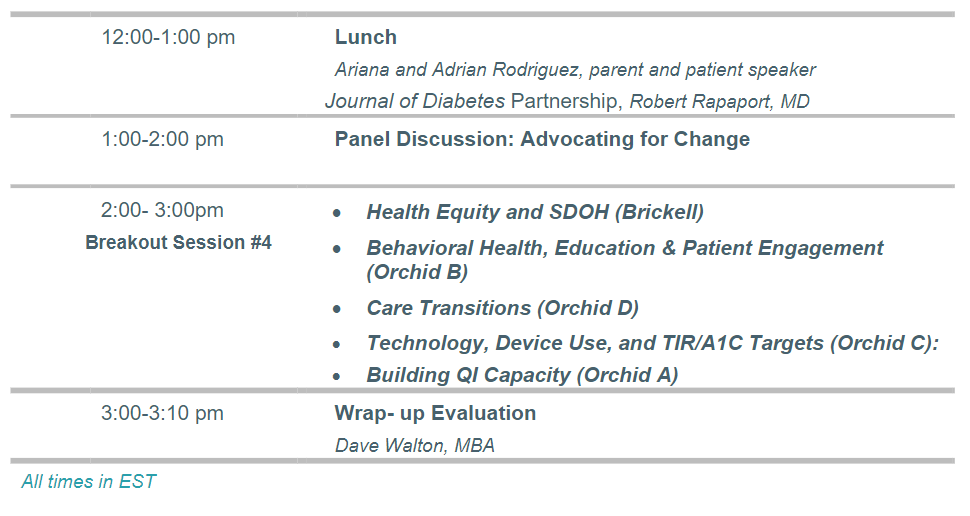 12:00-1:00 pm Lunch
Ariana and Adrian Rodriguez, parent and patient speaker
Journal of Diabetes Partnership, Robert Rapaport, MD
1:00-2:00 pm Panel Discussion: Advocating for Change
2:00- 3:00pm • Health Equity and SDOH (Brickell)
Breakout Session #4 • Behavioral Health, Education & Patient Engagement
(Orchid B)
• Care Transitions (Orchid D)
• Technology, Device Use, and TIR/A1C Targets (Orchid C):
• Building QI Capacity (Orchid A)
3:00-3:10 pm Wrap- up Evaluation
Dave Walton, MBA
All times in EST